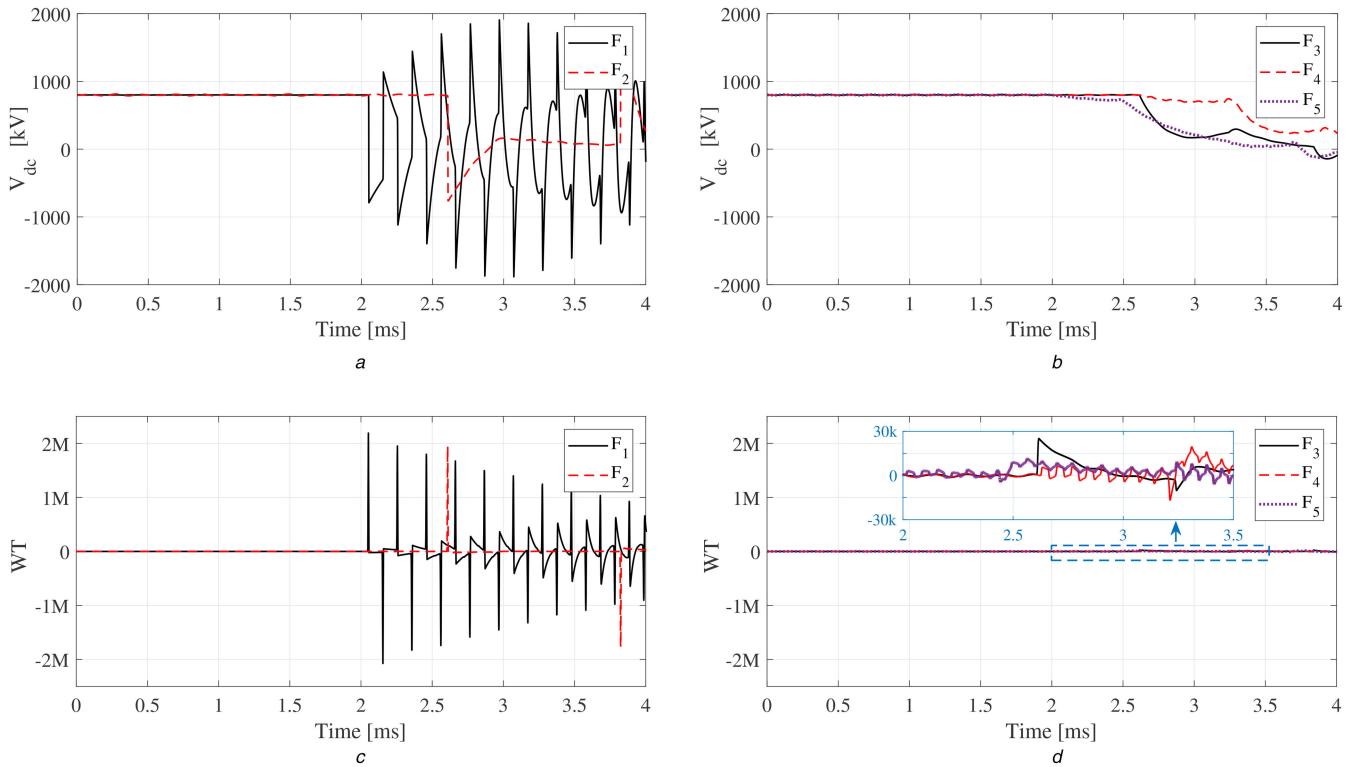 2000
1000
0
-1000
-2000
V_dc [kV]
F_1
F_2
0 0.5 1 1.5 2 2.5 3 3.5 4
Time [ms]
a
2000
1000
0
-1000
-2000
V_dc [kV]
F_3
F_4
F_5
0 0.5 1 1.5 2 2.5 3 3.5 4
Time [ms]
b
2M
1M
0
-1M
-2M
WT
F_1
F_2
0 0.5 1 1.5 2 2.5 3 3.5 4
Time [ms]
c
2M
1M
0
-1M
-2M
WT
30k
0
-30k
2 2.5 3 3.5
F_3
F_4
F_5
0 0.5 1 1.5 2 2.5 3 3.5 4
Time [ms]
d